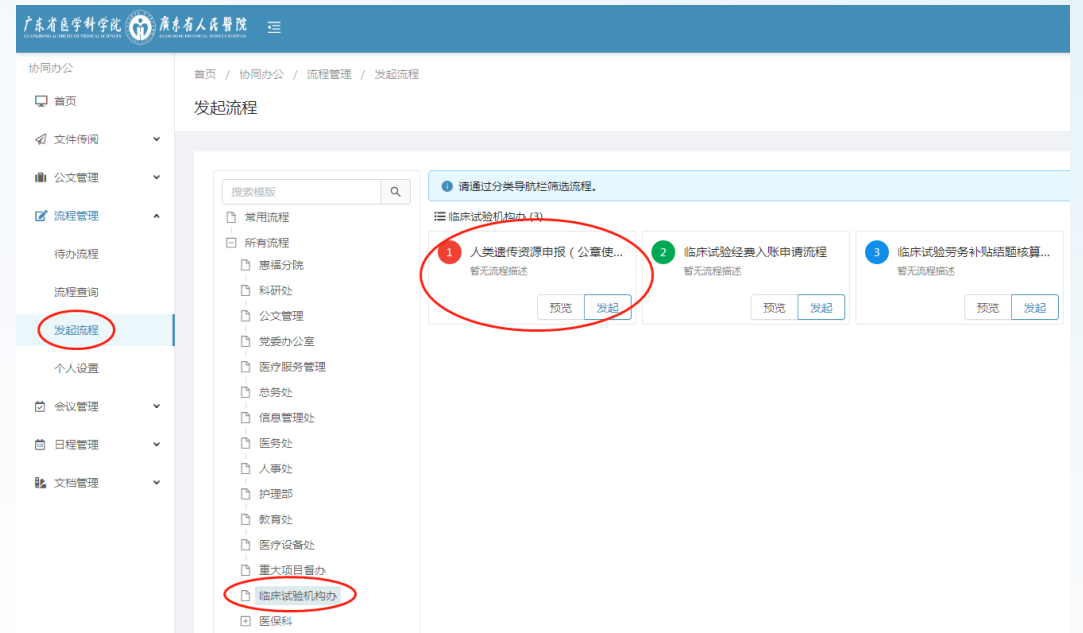 广东省医学科学院 广东省人民医院
GUANGDONG ACADEMY OF MEDICAL SCIENCES GUANGDONG PROVINCIAL PEOPLE'S HOSPITAL
协同办公
首页
文件传阅
公文管理
流程管理
待办流程
流程查询
发起流程
个人设置
会议管理
日程管理
文档管理
首页 / 协同办公 / 流程管理 / 发起流程
发起流程
搜索模版
常用流程
所有流程
惠福分院
科研处
公文管理
党委办公室
医疗服务管理
总务处
信息管理处
医务处
人事处
护理部
教育处
医疗设备处
重大项目督办
临床试验机构办
医保科
请通过分类导航栏筛选流程。
临床试验机构办 (3)
1 人类遗传资源申报（公章使...
暂无流程描述
预览 发起
2 临床试验经费入账申请流程
暂无流程描述
预览 发起
3 临床试验劳务补贴结题核算...
暂无流程描述
预览 发起